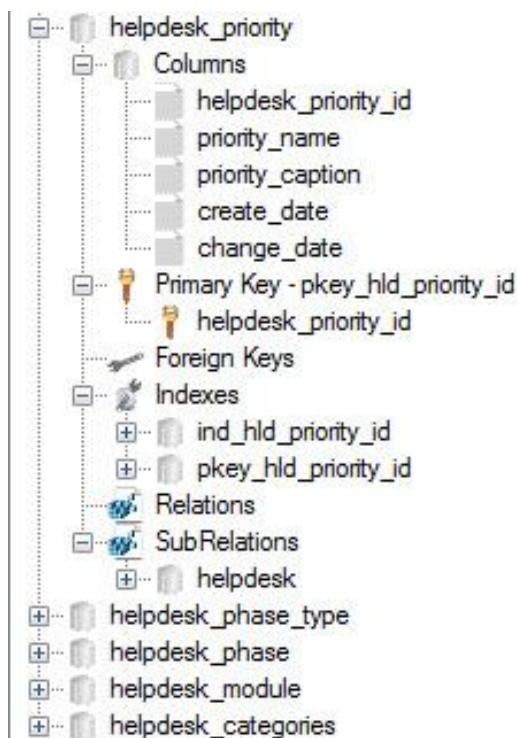 helpdesk_priority
Columns
helpdesk_priority_id
priority_name
priority_caption
create_date
change_date
Primary Key - pkey_hld_priority_id
helpdesk_priority_id
Foreign Keys
Indexes
ind_hld_priority_id
pkey_hld_priority_id
Relations
SubRelations
helpdesk
helpdesk_phase_type
helpdesk_phase
helpdesk_module
helpdesk_categories